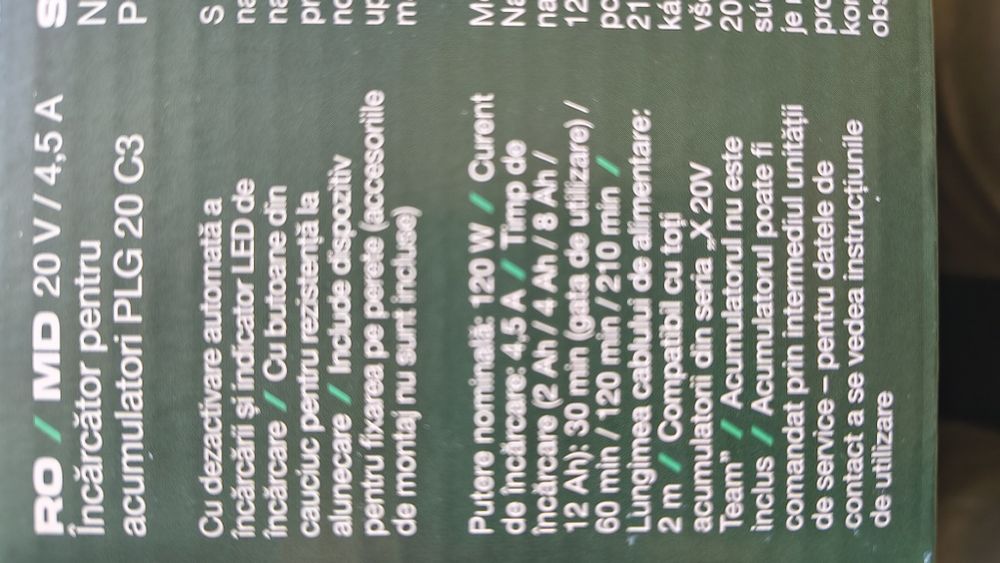 RO / MD 20 V / 4,5 A
Încărcător pentru
acumulatori PLG 20 C3
Cu dezactivare automată a
încărcării și indicator LED de
încărcare / Cu butoane din
cauciuc pentru rezistență la
alunecare / Include dispozitiv
pentru fixarea pe perete (accesoriile
de montaj nu sunt incluse)
Putere nominală: 120 W / Curent
de încărcare: 4,5 A / Timp de
încărcare (2 Ah / 4 Ah / 8 Ah /
12 Ah): 30 min (gata de utilizare) /
60 min / 120 min / 210 min /
Lungimea cablului de alimentare:
2 m / Compatibil cu toți
acumulatorii din seria „X 20V
Team” / Acumulatorul nu este
inclus / Acumulatorul poate fi
comandat prin intermediul unității
de service – pentru datele de
contact a se vedea instrucțiunile
de utilizare